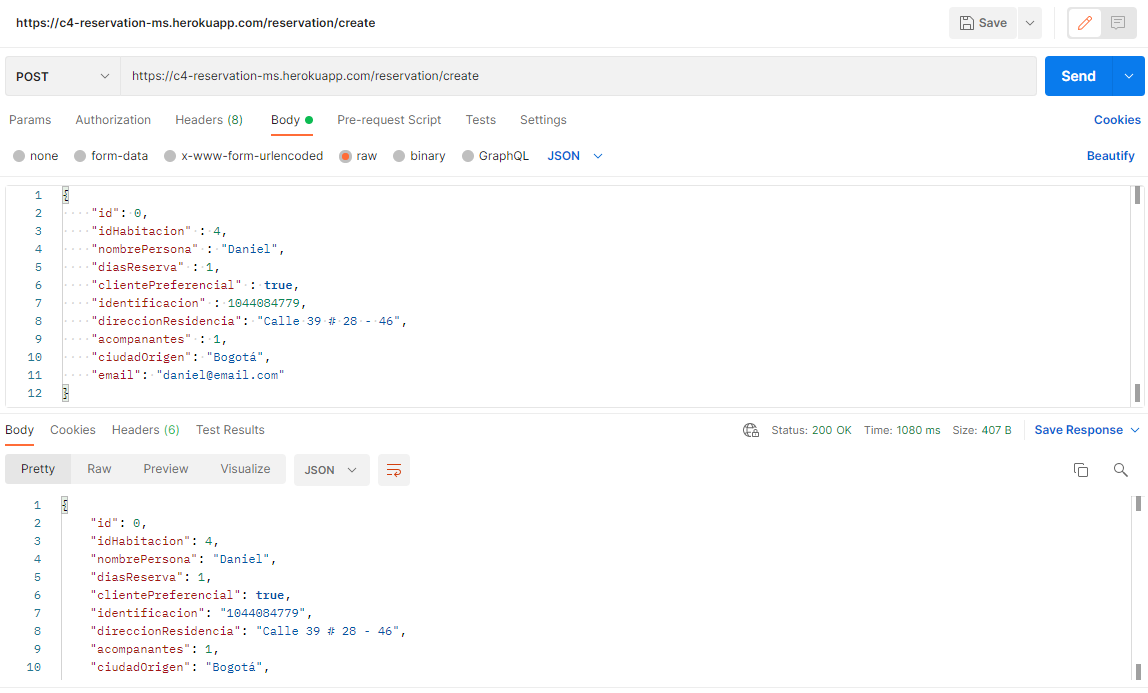 https://c4-reservation-ms.herokuapp.com/reservation/create
Save
POST
https://c4-reservation-ms.herokuapp.com/reservation/create
Send
Params Authorization Headers (8) Body Pre-request Script Tests Settings Cookies
none form-data x-www-form-urlencoded raw binary GraphQL JSON Beautify
1 {
2 ····"id":·0,
3 ····"idHabitacion"·:·4,
4 ····"nombrePersona"·:·"Daniel",
5 ····"diasReserva"·:·1,
6 ····"clientePreferencial"·:·true,
7 ····"identificacion"·:·1044084779,
8 ····"direccionResidencia":·"Calle·39·#·28·-·46",
9 ····"acompanantes"·:·1,
10 ····"ciudadOrigen":·"Bogotá",
11 ····"email":·"daniel@email.com"
12 }
Body Cookies Headers (6) Test Results Status: 200 OK Time: 1080 ms Size: 407 B Save Response
Pretty Raw Preview Visualize JSON
1 {
2 "id": 0,
3 "idHabitacion": 4,
4 "nombrePersona": "Daniel",
5 "diasReserva": 1,
6 "clientePreferencial": true,
7 "identificacion": "1044084779",
8 "direccionResidencia": "Calle 39 # 28 - 46",
9 "acompanantes": 1,
10 "ciudadOrigen": "Bogotá",